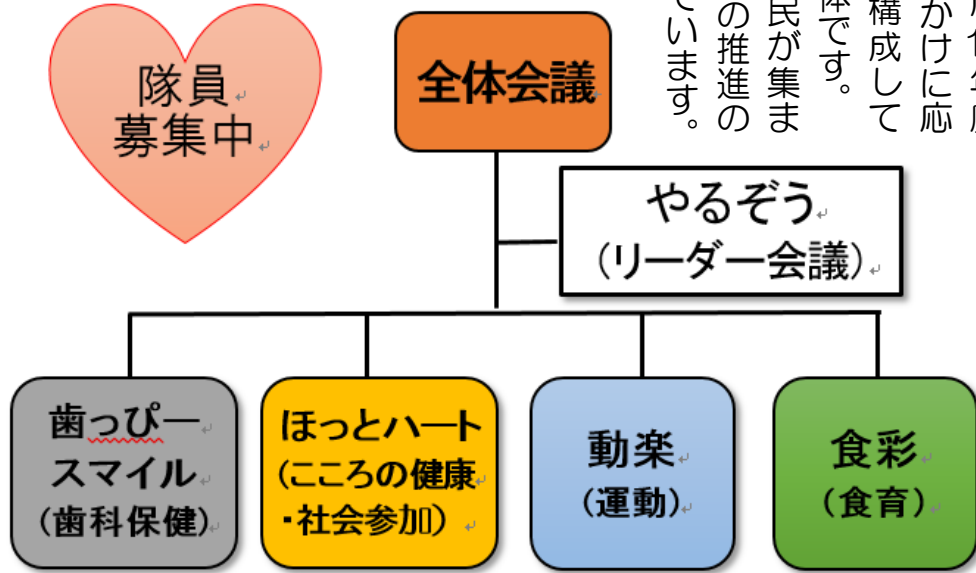 かけに応
構成して
体です。
民が集ま
の推進の
ています。
隊員
募集中
全体会議
やるぞう
(リーダー会議)
歯っぴー
スマイル
(歯科保健)
ほっとハート
(こころの健康
・社会参加)
動楽
(運動)
食彩
(食育)